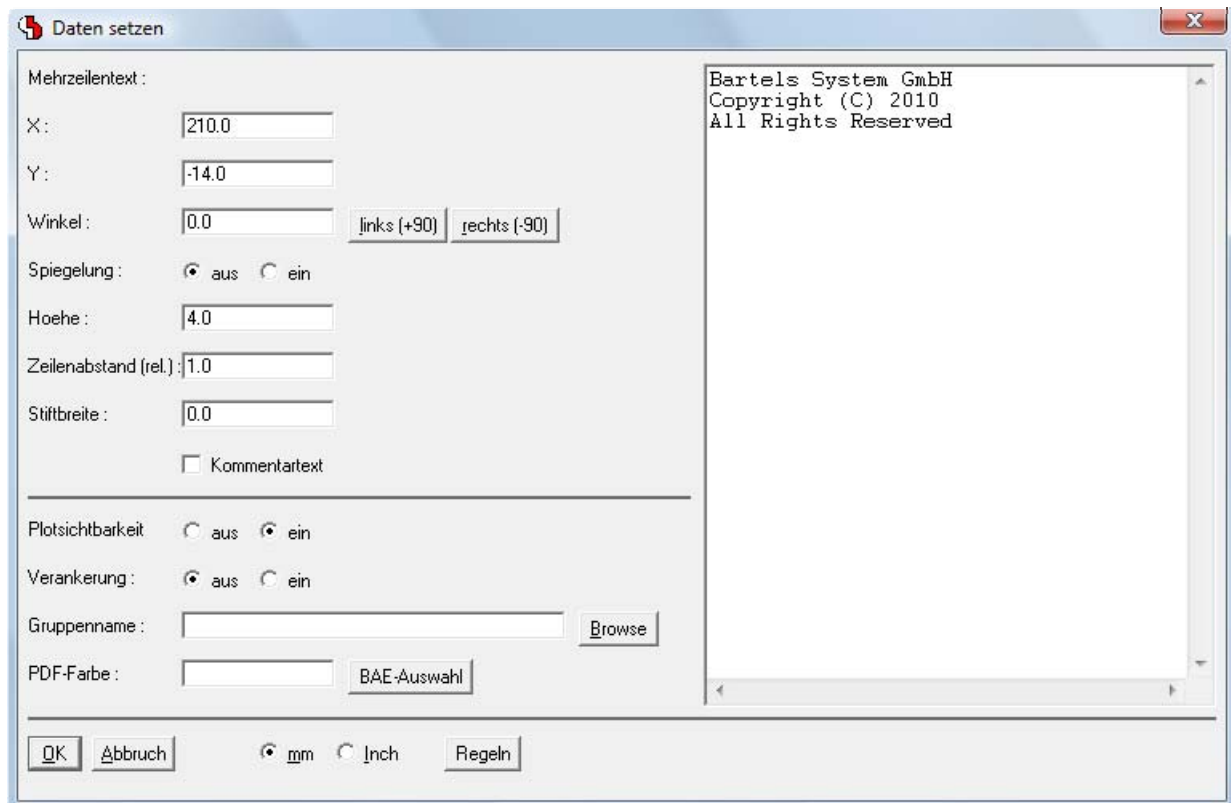 Daten setzen
Mehrzeilentext :
X : 210.0
Y : -14.0
Winkel : 0.0 links (+90) rechts (-90)
Spiegelung : aus ein
Hoehe : 4.0
Zeilenabstand (rel.) : 1.0
Stiftbreite : 0.0
Kommentartext
Plotsichtbarkeit aus ein
Verankerung : aus ein
Gruppenname : Browse
PDF-Farbe : BAE-Auswahl
Bartels System GmbH
Copyright (C) 2010
All Rights Reserved
OK Abbruch mm Inch Regeln